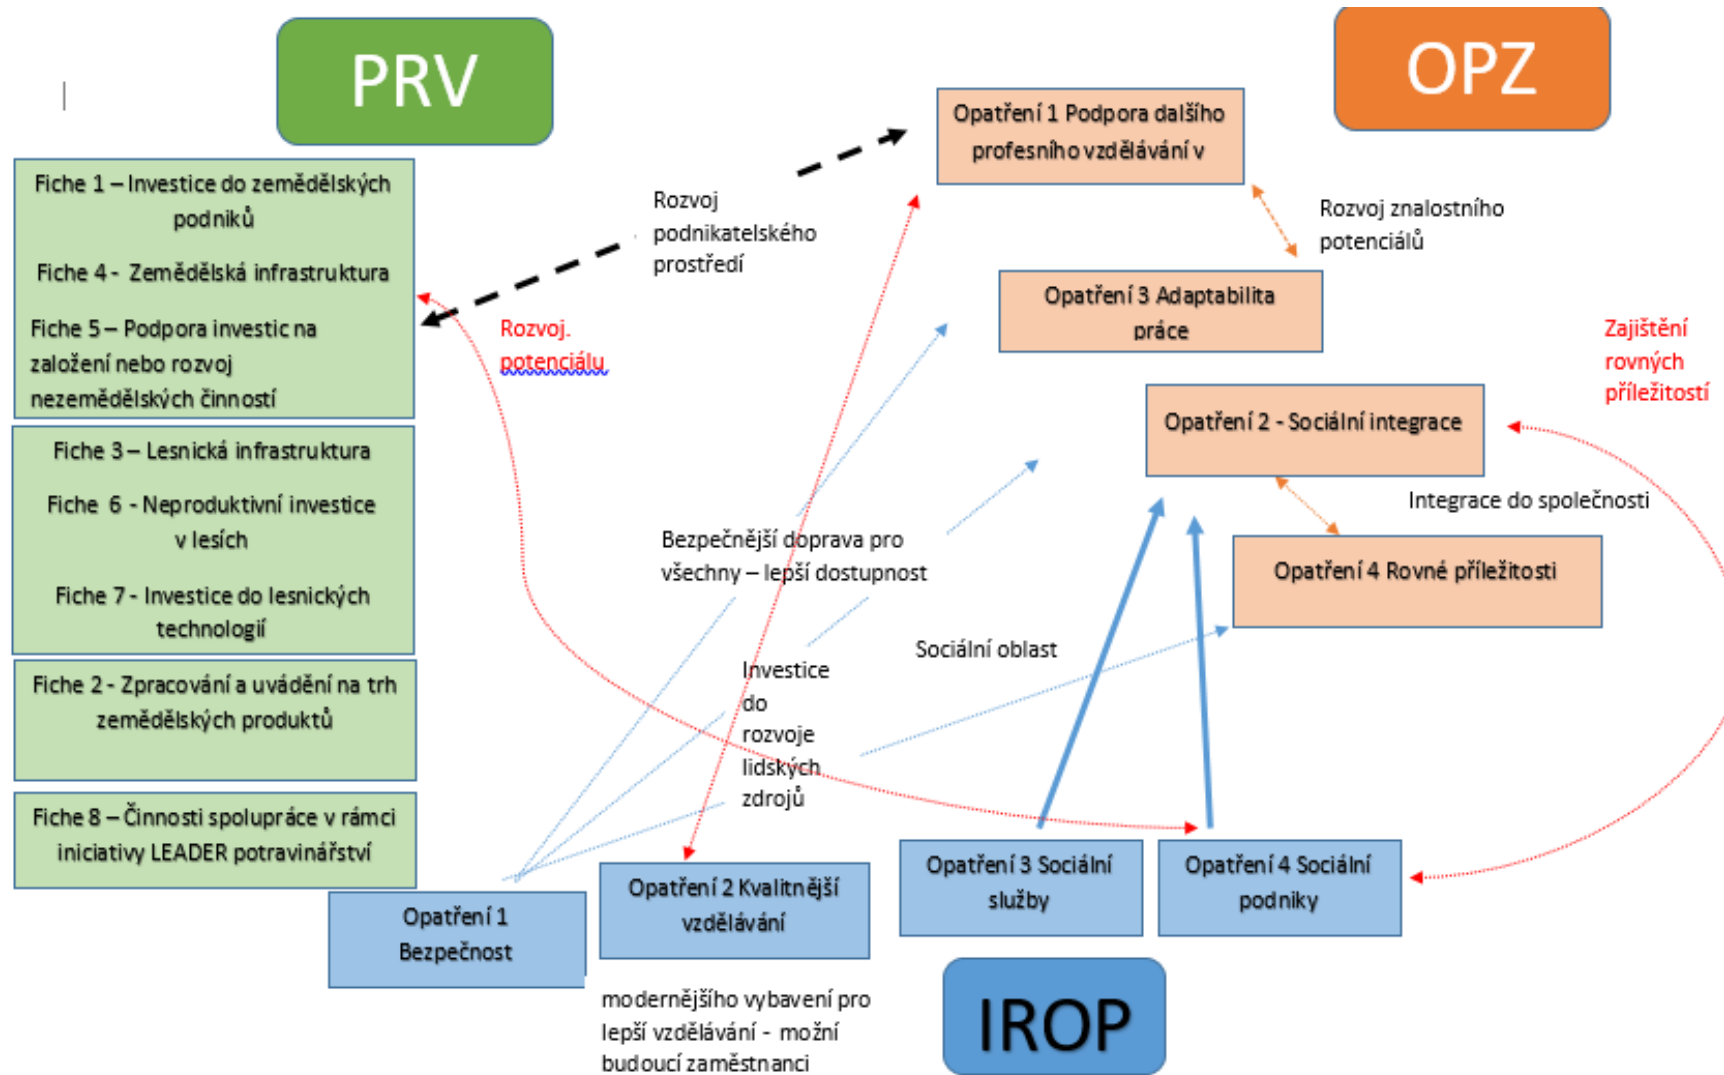 PRV
OPZ
Opatření 1 Podpora dalšího
profesního vzdělávání v
Fiche 1 – Investice do zemědělských
podniků
Fiche 4 - Zemědělská infrastruktura
Fiche 5 – Podpora investic na
založení nebo rozvoj
nezemědělských činností
Rozvoj
podnikatelského
prostředí
Rozvoj znalostního
potenciálů
Opatření 3 Adaptabilita
práce
Rozvoj.
potenciálu
Zajištění
rovných
příležitostí
Opatření 2 - Sociální integrace
Fiche 3 – Lesnická infrastruktura
Fiche 6 - Neproduktivní investice
v lesích
Fiche 7 - Investice do lesnických
technologií
Integrace do společnosti
Bezpečnější doprava pro
všechny – lepší dostupnost
Opatření 4 Rovné příležitosti
Sociální oblast
Investice
do
rozvoje
lidských
zdrojů
Fiche 2 - Zpracování a uvádění na trh
zemědělských produktů
Fiche 8 – Činnosti spolupráce v rámci
iniciativy LEADER potravinářství
Opatření 1
Bezpečnost
Opatření 2 Kvalitnější
vzdělávání
Opatření 3 Sociální
služby
Opatření 4 Sociální
podniky
modernějšího vybavení pro
lepší vzdělávání - možní
budoucí zaměstnanci
IROP